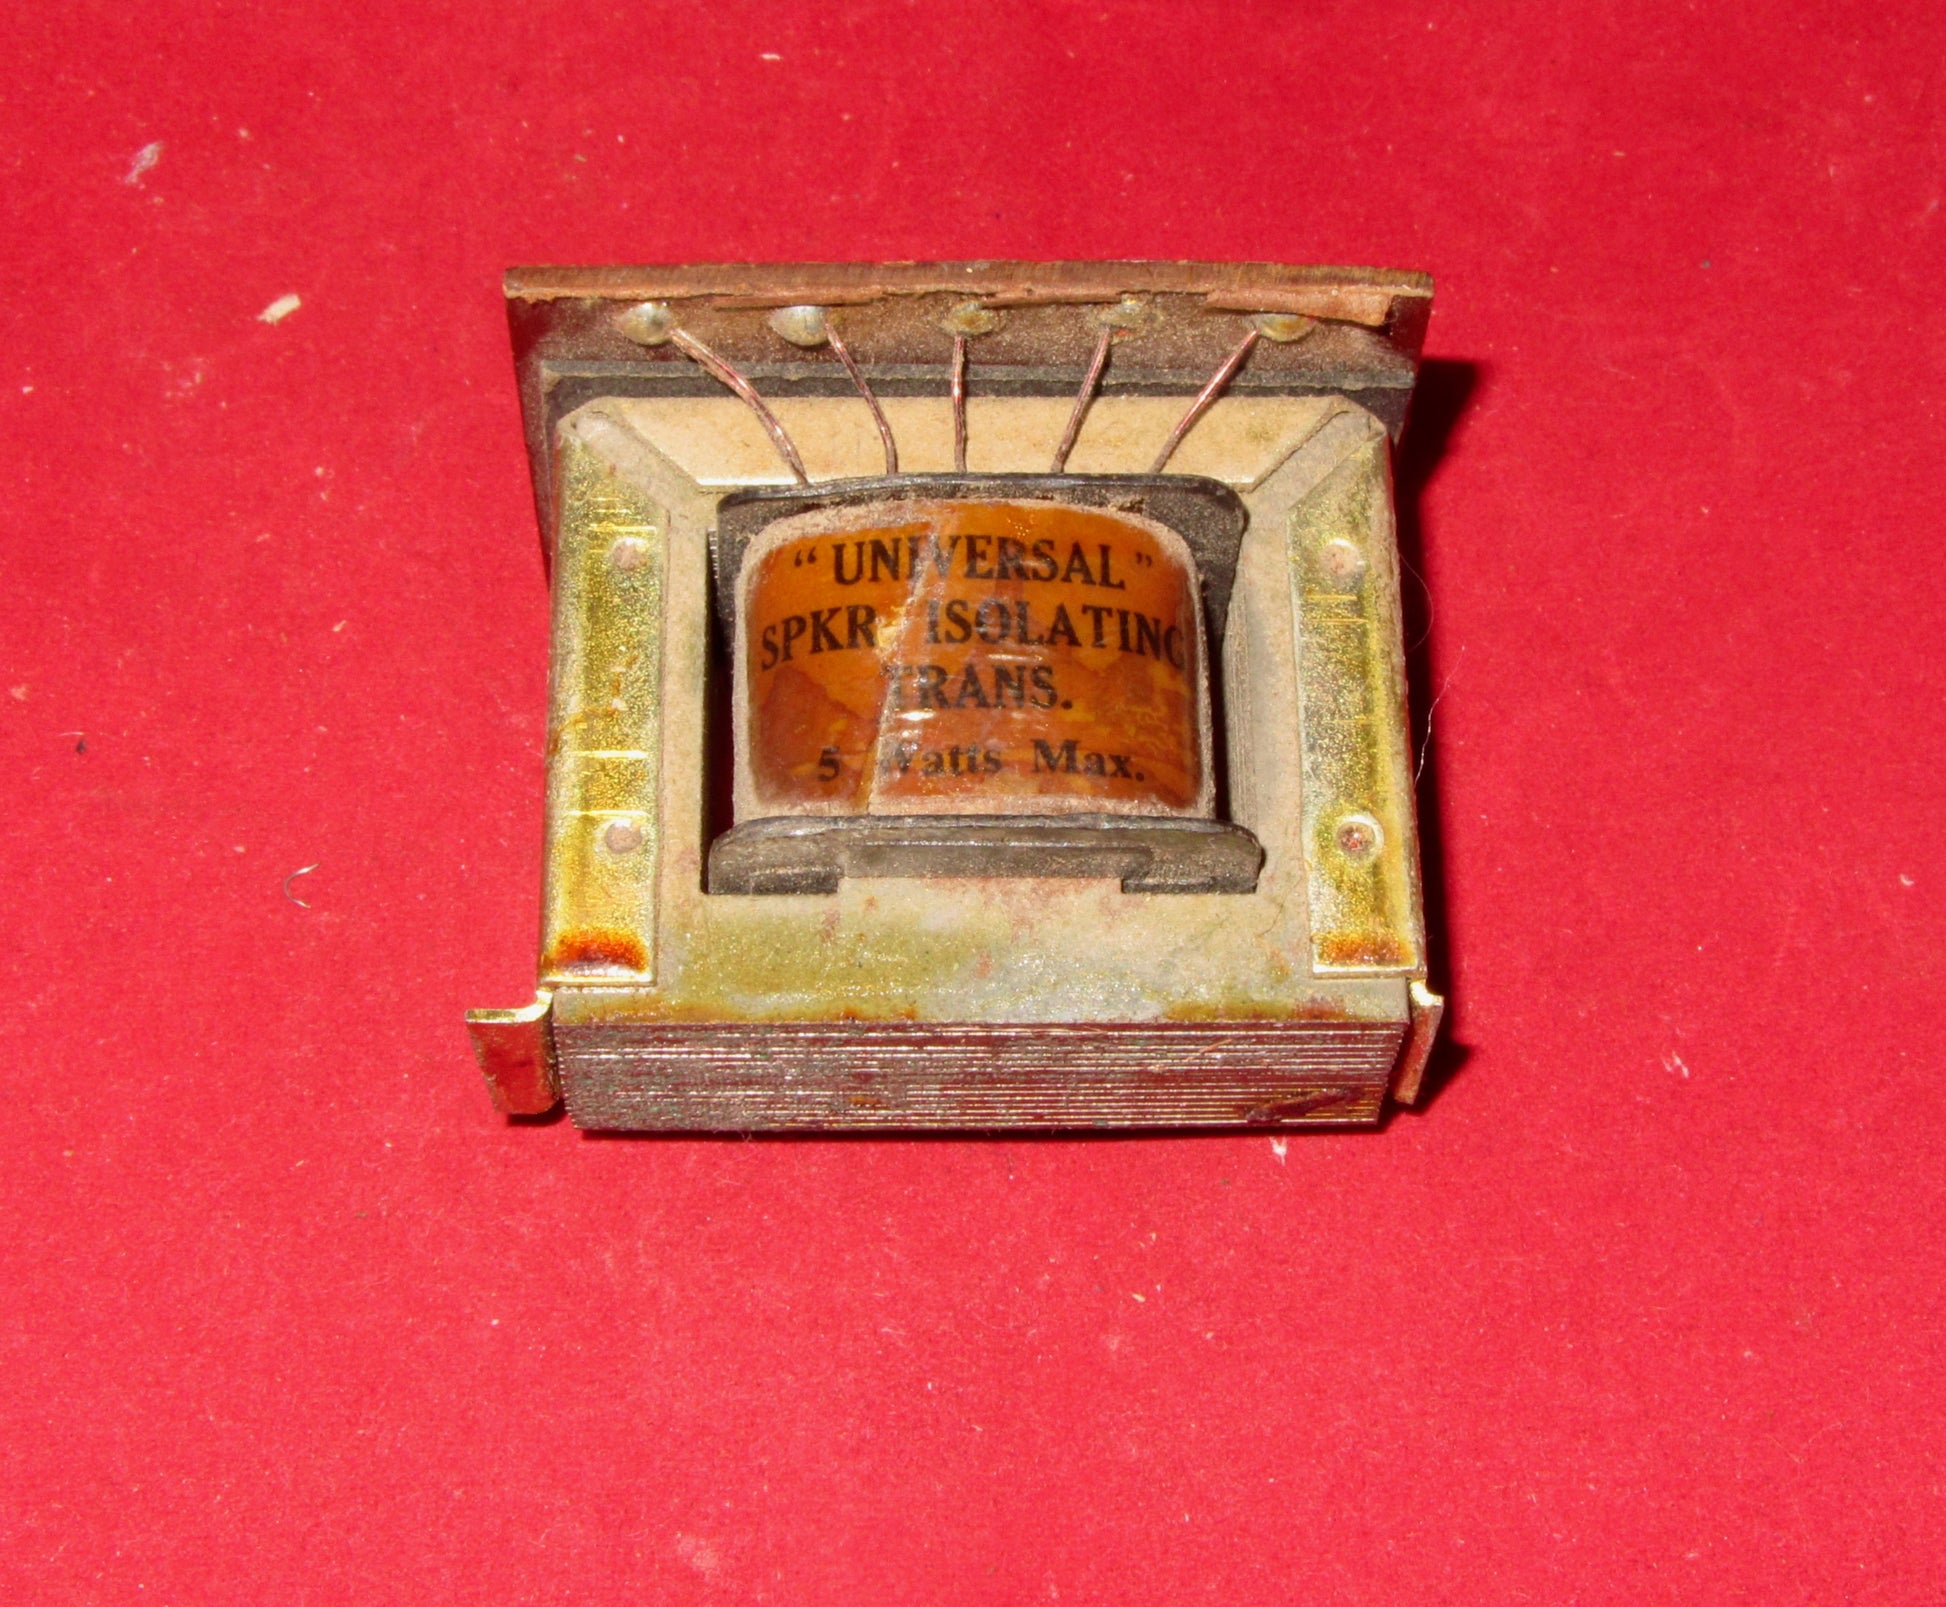 “UNIVERSAL”
SPKR ISOLATING
TRANS.
5 Watts Max.